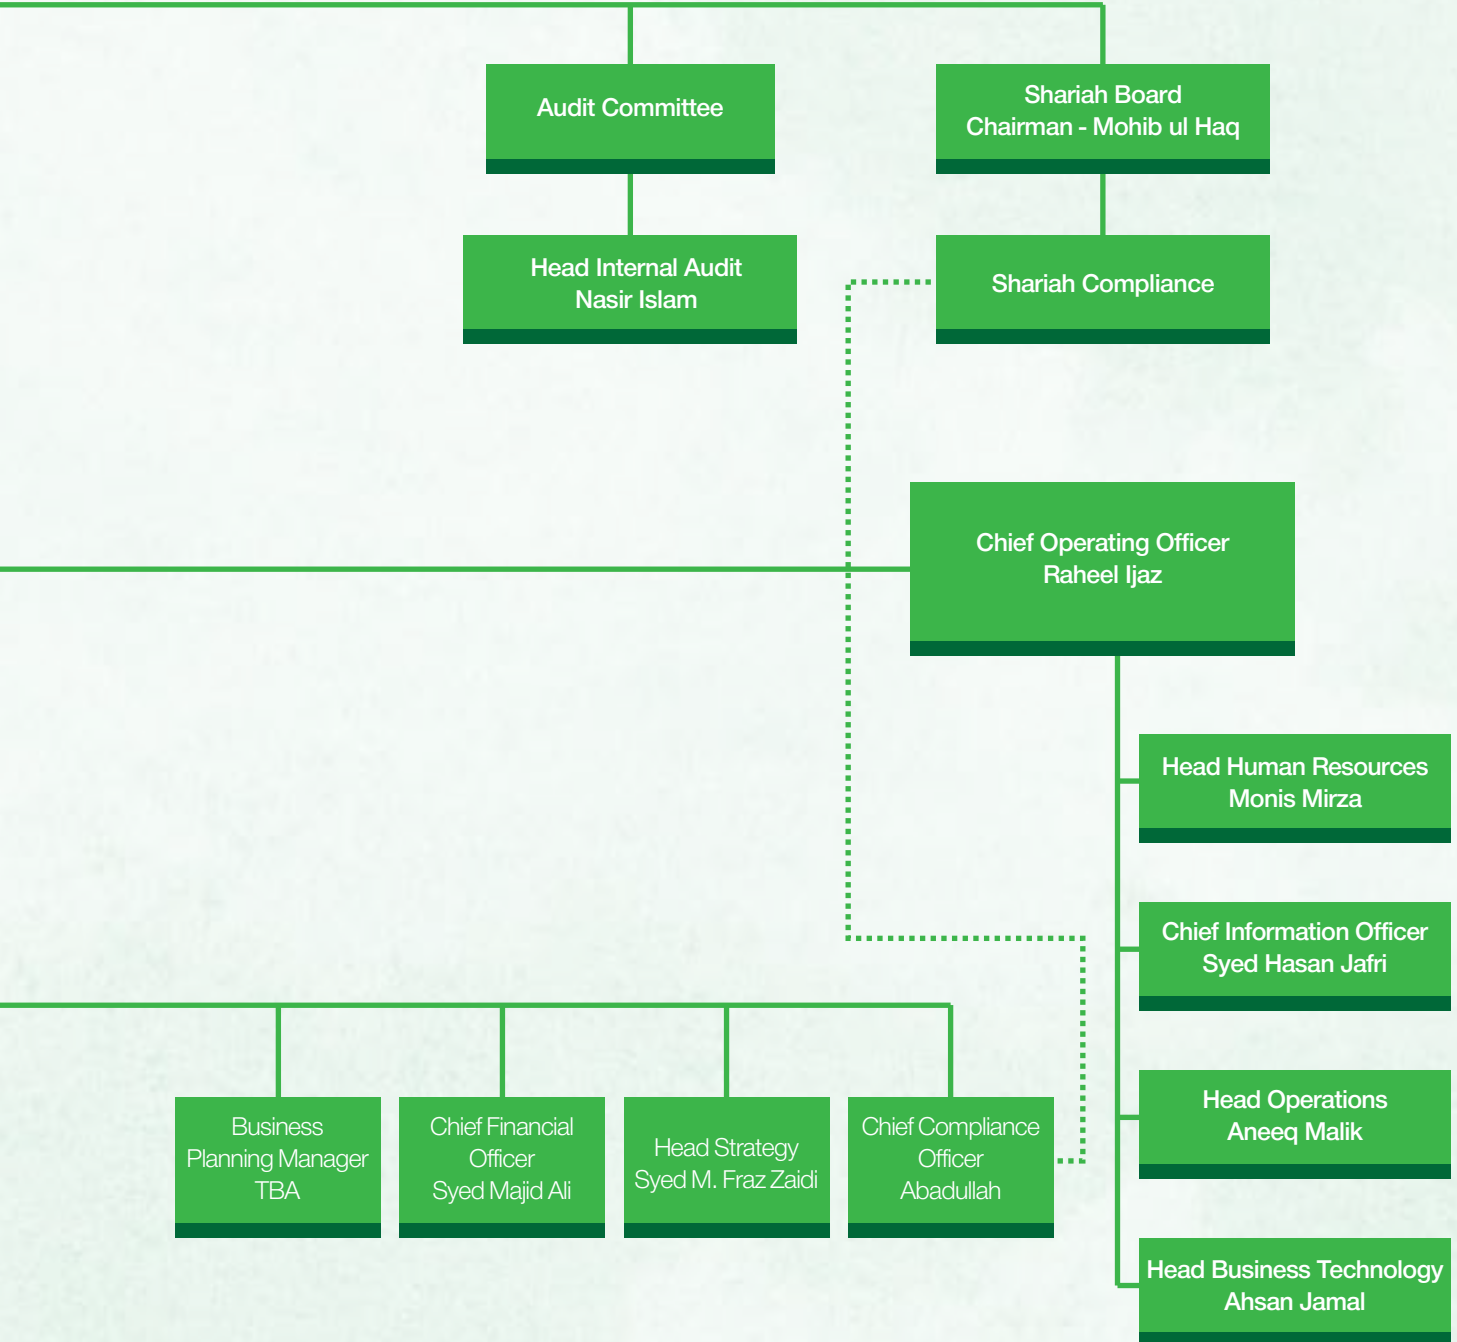 Audit Committee
Shariah Board
Chairman - Mohib ul Haq
Head Internal Audit
Nasir Islam
Shariah Compliance
Chief Operating Officer
Raheel Ijaz
Head Human Resources
Monis Mirza
Chief Information Officer
Syed Hasan Jafri
Business
Planning Manager
TBA
Chief Financial
Officer
Syed Majid Ali
Head Strategy
Syed M. Fraz Zaidi
Chief Compliance
Officer
Abadullah
Head Operations
Aneeq Malik
Head Business Technology
Ahsan Jamal